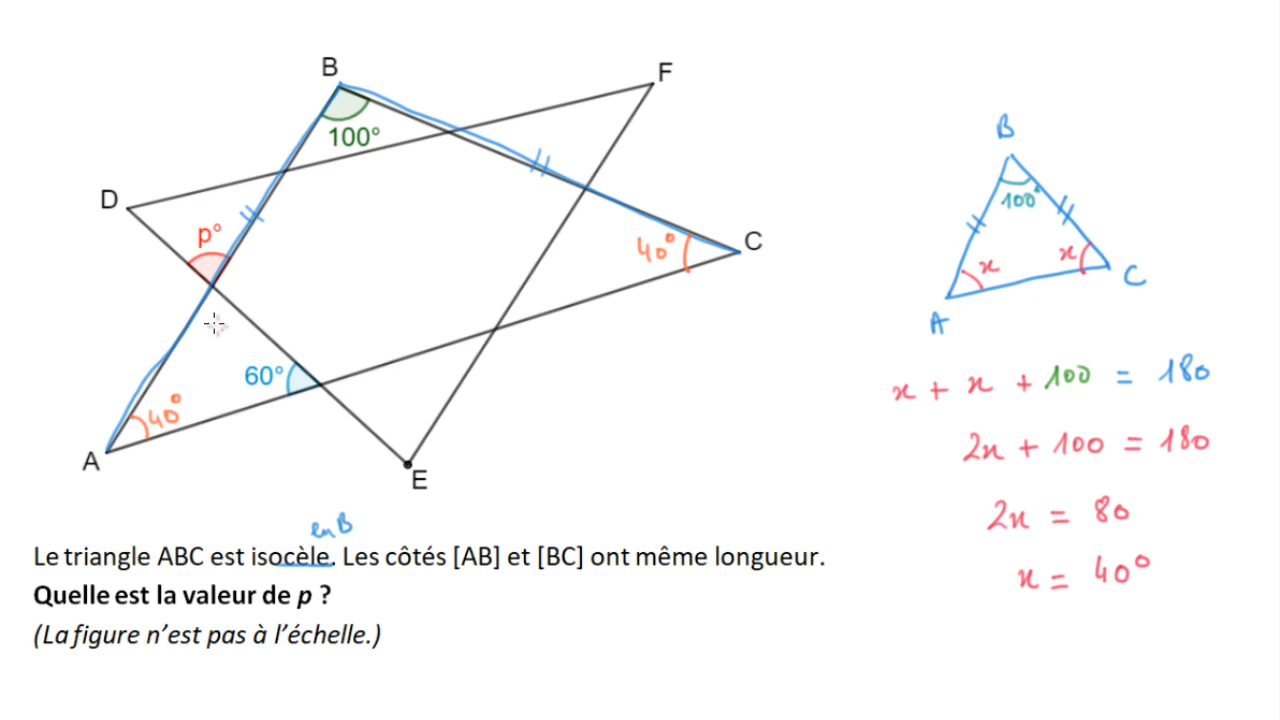 B
F
100°
D
p°
40°
C
60°
40°
A
E
B
100°
x
x
C
A
x + x + 100 = 180
2x + 100 = 180
2x = 80
x = 40°
en B
Le triangle ABC est isocèle. Les côtés [AB] et [BC] ont même longueur.
Quelle est la valeur de p ?
(La figure n’est pas à l’échelle.)